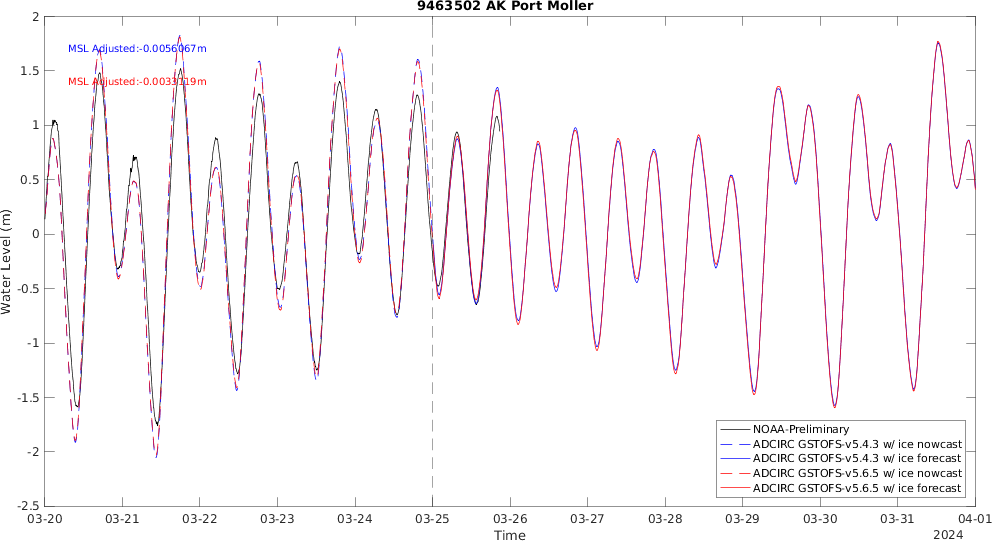 9463502 AK Port Moller
MSL Adjusted:-0.0056067m
MSL Adjusted:-0.0033119m
Water Level (m)
2
1.5
1
0.5
0
-0.5
-1
-1.5
-2
-2.5
NOAA-Preliminary
ADCIRC GSTOFS-v5.4.3 w/ ice nowcast
ADCIRC GSTOFS-v5.4.3 w/ ice forecast
ADCIRC GSTOFS-v5.6.5 w/ ice nowcast
ADCIRC GSTOFS-v5.6.5 w/ ice forecast
03-20 03-21 03-22 03-23 03-24 03-25 03-26 03-27 03-28 03-29 03-30 03-31 04-01
Time
2024